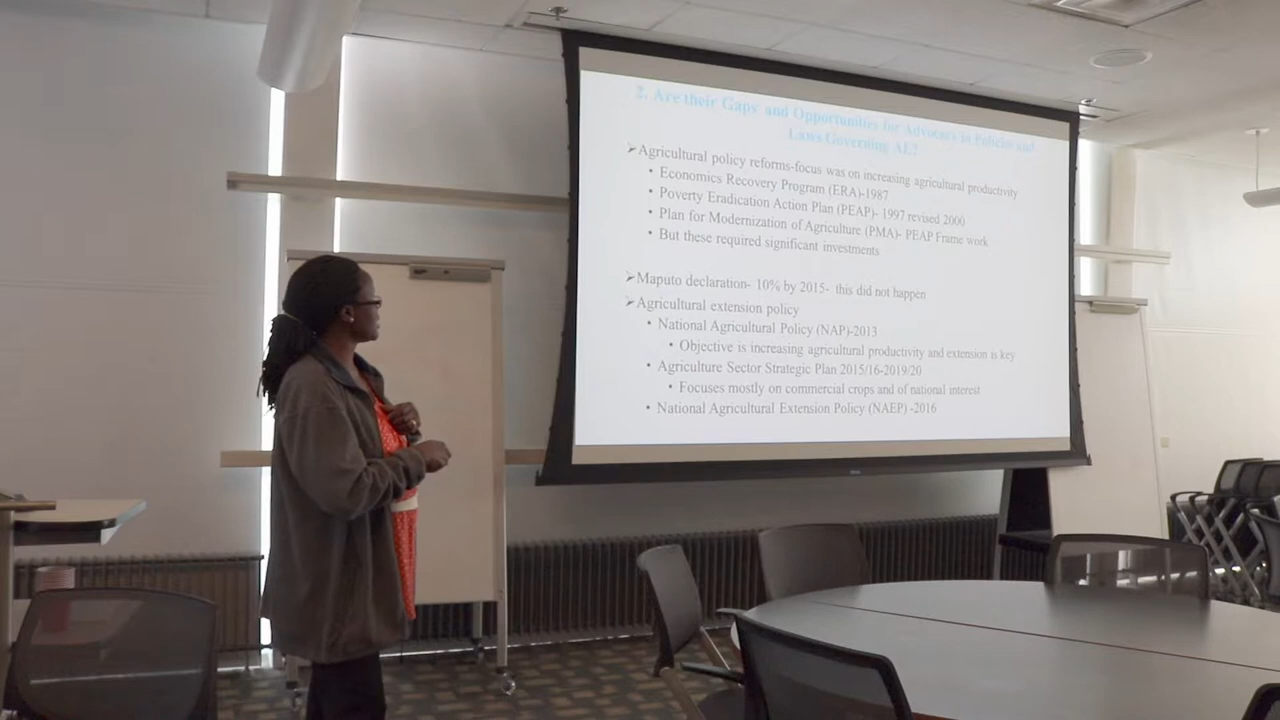 2. Are their Gaps and Opportunities for Advocacy in Policies and
Laws Governing AL?
➢Agricultural policy reforms-focus was on increasing agricultural productivity
• Economics Recovery Program (ERA)-1987
• Poverty Eradication Action Plan (PEAP)- 1997 revised 2000
• Plan for Modernization of Agriculture (PMA)- PEAP Frame work
• But these required significant investments
➢Maputo declaration- 10% by 2015- this did not happen
➢Agricultural extension policy
• National Agricultural Policy (NAP)-2013
• Objective is increasing agricultural productivity and extension is key
• Agriculture Sector Strategic Plan 2015/16-2019/20
• Focuses mostly on commercial crops and of national interest
• National Agricultural Extension Policy (NAEP) -2016